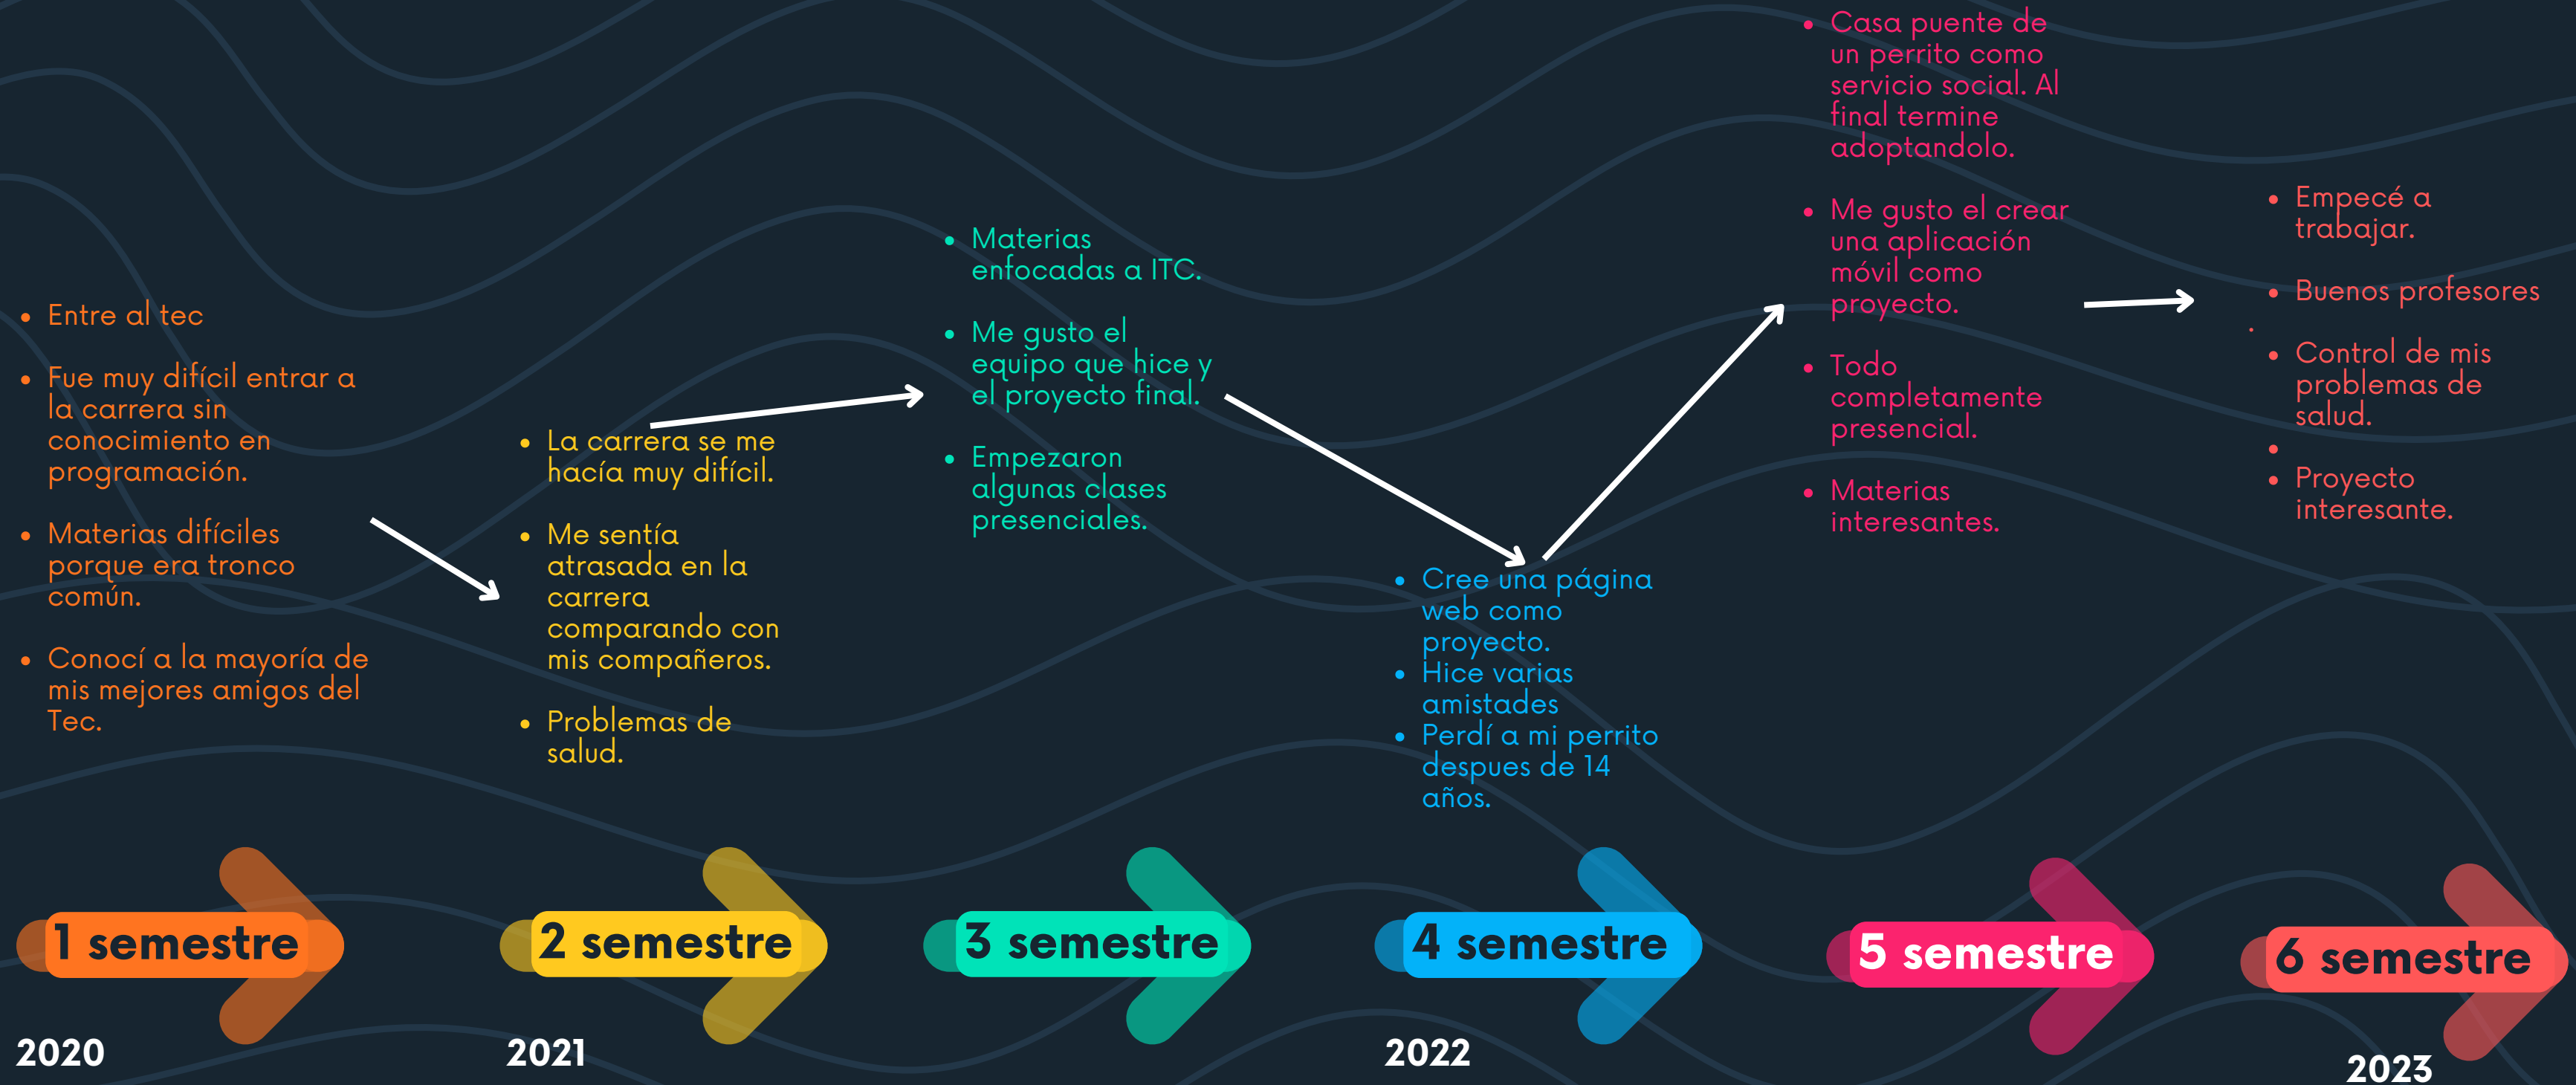 Entre al tec
Fue muy difícil entrar a
la carrera sin
conocimiento en
programación.
Materias difíciles
porque era tronco
común.
Conocí a la mayoría de
mis mejores amigos del
Tec.
La carrera se me
hacía muy difícil.
Me sentía
atrasada en la
carrera
comparando con
mis compañeros.
Problemas de
salud.
Materias
enfocadas a ITC.
Me gusto el
equipo que hice y
el proyecto final.
Empezaron
algunas clases
presenciales.
Cree una página
web como
proyecto.
Hice varias
amistades
Perdí a mi perrito
despues de 14
años.
Casa puente de
un perrito como
servicio social. Al
final termine
adoptandolo.
Me gusto el crear
una aplicación
móvil como
proyecto.
Todo
completamente
presencial.
Materias
interesantes.
Empecé a
trabajar.
Buenos profesores
.
Control de mis
problemas de
salud.
Proyecto
interesante.
1 semestre
2 semestre
3 semestre
4 semestre
5 semestre
6 semestre
2020
2021
2022
2023